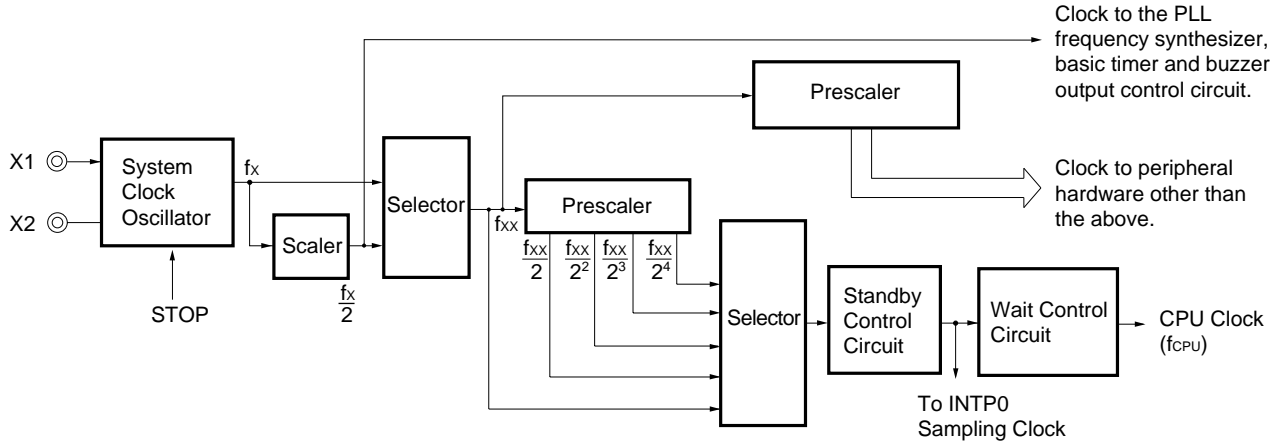 Clock to the PLL
frequency synthesizer,
basic timer and buzzer
output control circuit.
Prescaler
X1
X2
System
Clock
Oscillator
fX
Scaler
fX/2
STOP
Selector
fXX
Prescaler
Clock to peripheral
hardware other than
the above.
fXX/2 fXX/2² fXX/2³ fXX/2⁴
Selector
Standby
Control
Circuit
Wait Control
Circuit
CPU Clock
(fCPU)
To INTP0
Sampling Clock